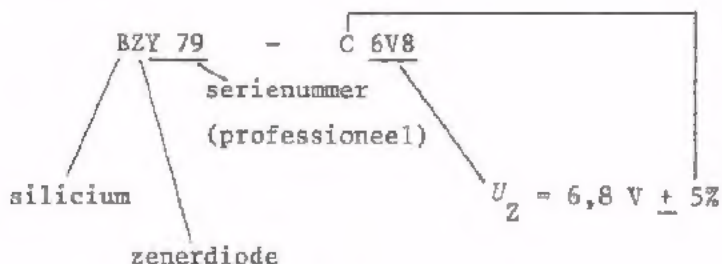 BZY 79 - C 6V8
serienummer
(professioneel)
silicium
U_Z = 6,8 V ± 5%
zenerdiode